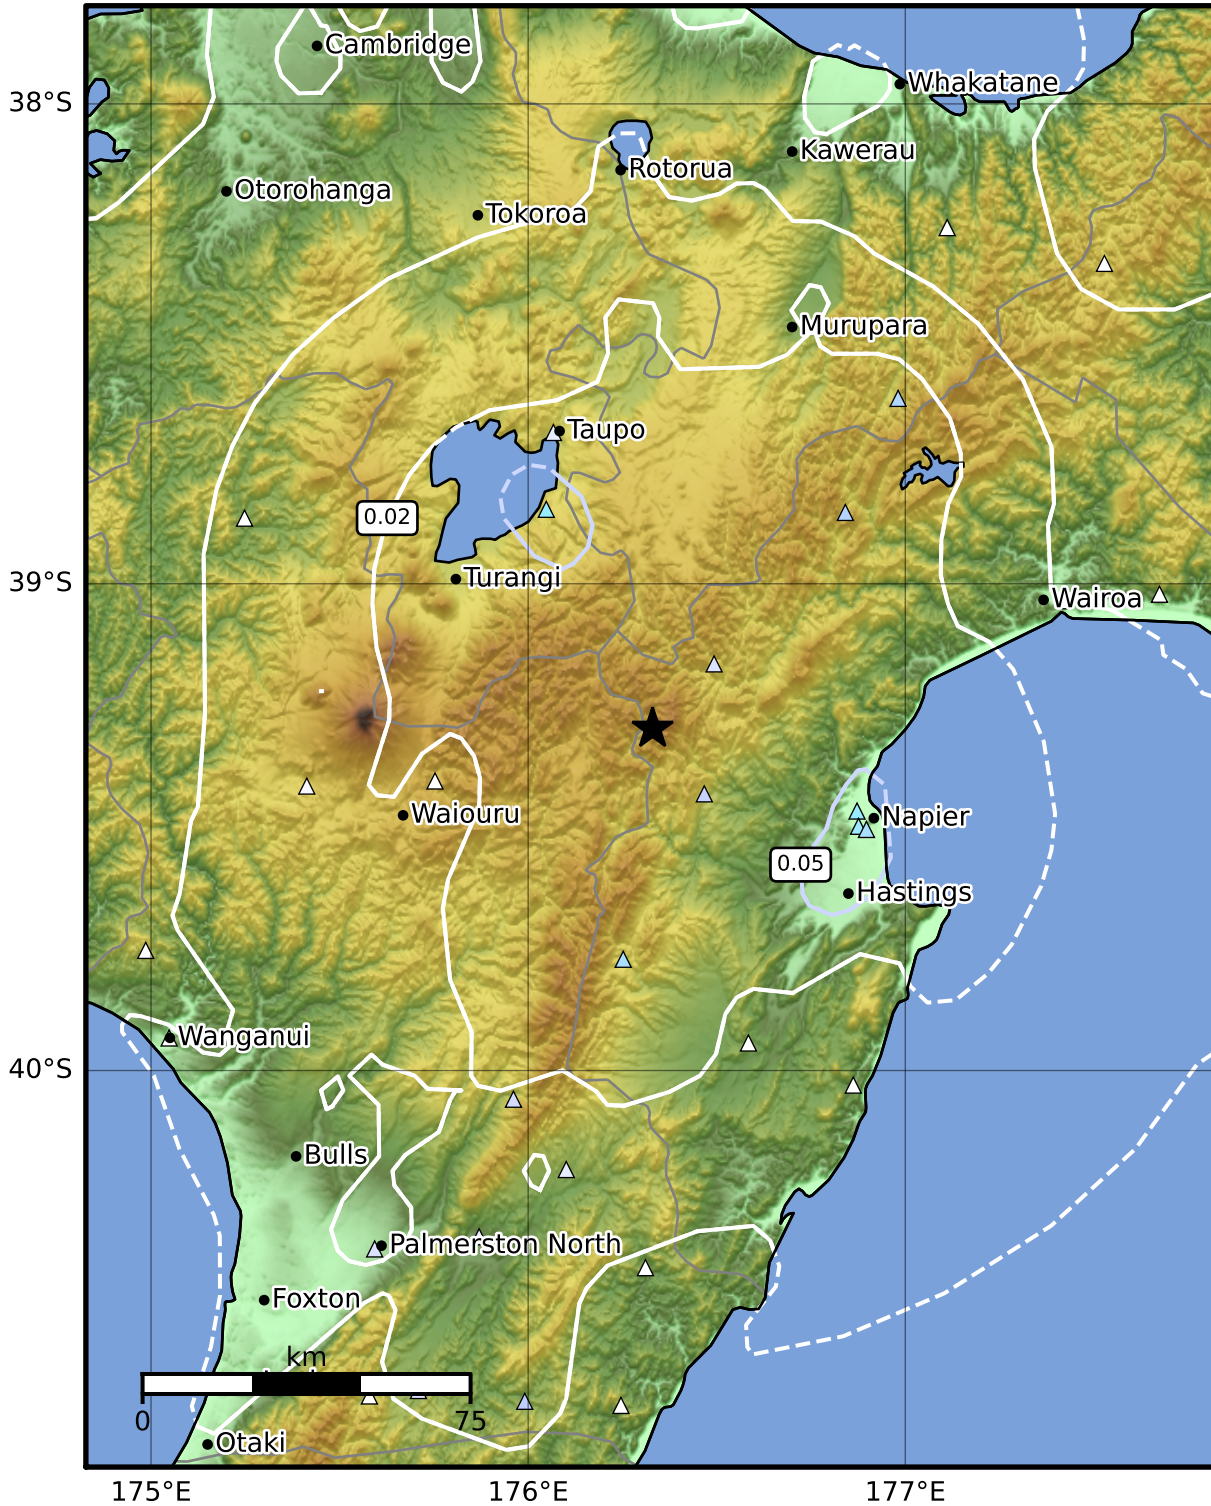 Cambridge
Whakatane
38°S
Kawerau
Rotorua
Otorohanga
Tokoroa
Murupara
Taupo
0.02
Turangi
39°S
Wairoa
Waiouru
Napier
0.05
Hastings
Wanganui
40°S
Bulls
Palmerston North
Foxton
km
0
75
Otaki
175°E
176°E
177°E